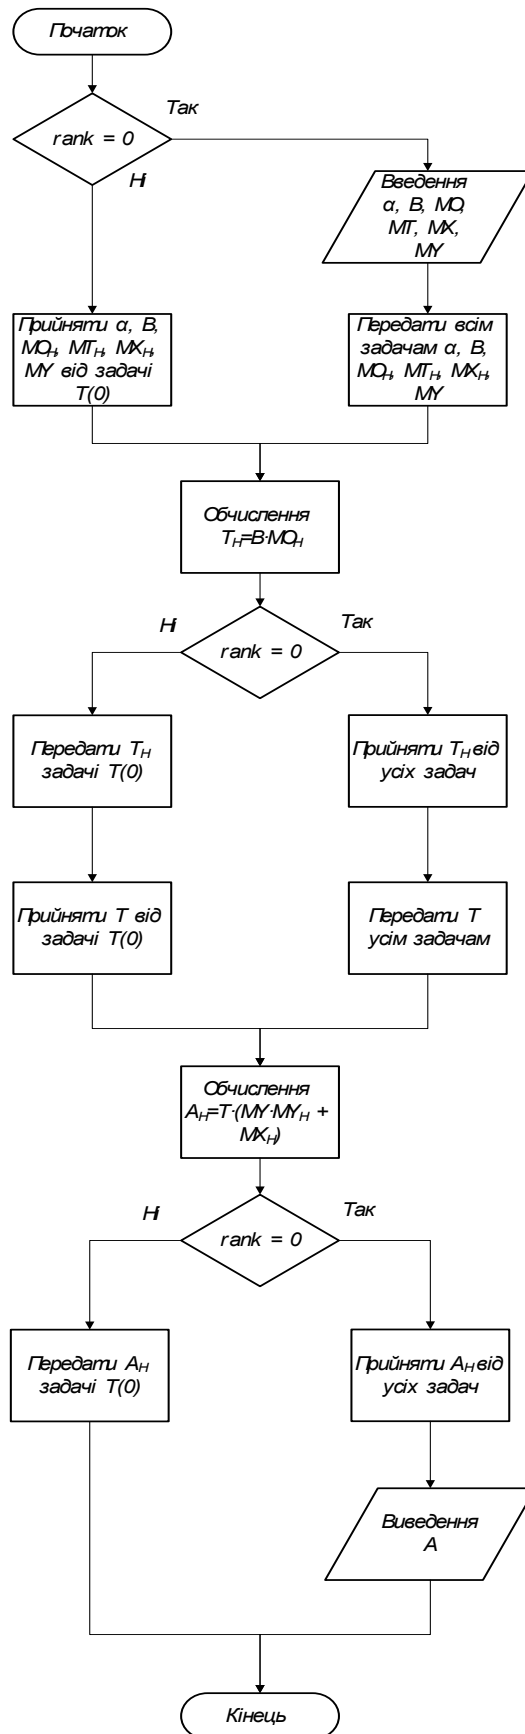 Початок
Так
rank = 0
Ні
Введення
α, B, MO,
MT, MX,
MY
Прийняти α, B,
MOH, MTH, MXH,
MY від задачі
T(0)
Передати всім
задачам α, B,
MOH, MTH, MXH,
MY
Обчислення
TH=B·MOH
Ні
Так
rank = 0
Передати TH
задачі T(0)
Прийняти TH від
усіх задач
Прийняти T від
задачі T(0)
Передати T
усім задачам
Обчислення
AH=T·(MY·MYH +
MXH)
Ні
Так
rank = 0
Передати AH
задачі T(0)
Прийняти AH від
усіх задач
Виведення
A
Кінець